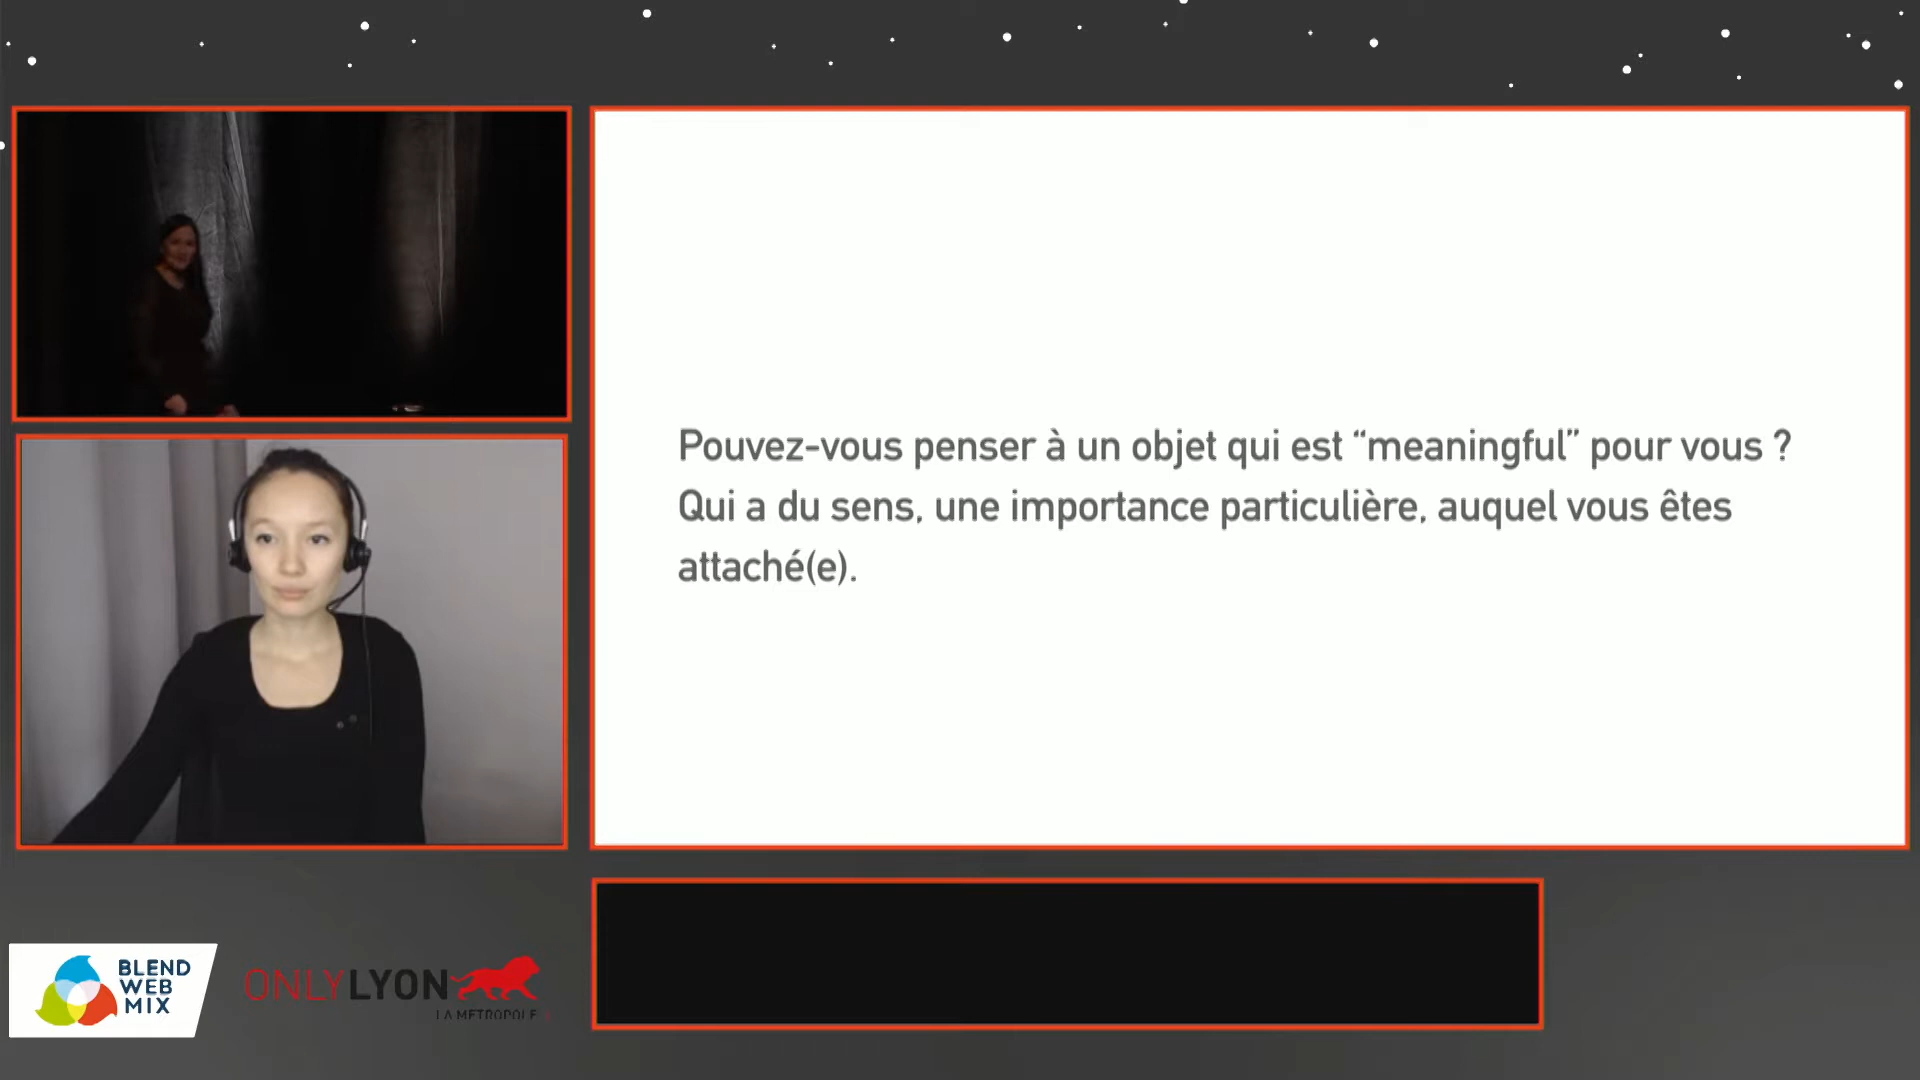 Pouvez-vous penser à un objet qui est “meaningful” pour vous ?
Qui a du sens, une importance particulière, auquel vous êtes
attaché(e).
BLEND
WEB
MIX
ONLYLYON
LA METROPOLE